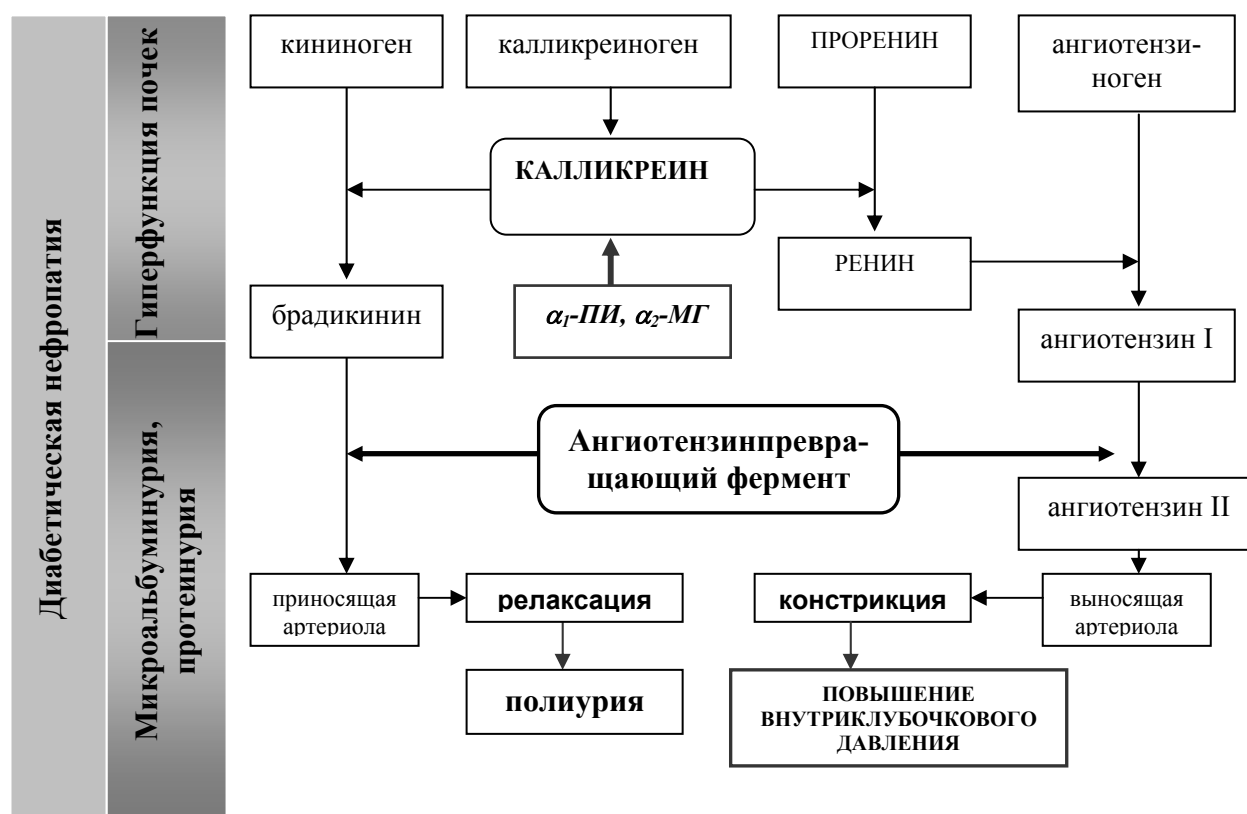 Диабетическая нефропатия
Гиперфункция почек
Микроальбуминурия,
протеинурия
кининоген
калликреиноген
ПРОРЕНИН
ангиотензи-
ноген
КАЛЛИКРЕИН
РЕНИН
брадикинин
α1-ПИ, α2-МГ
ангиотензин I
Ангиотензинпревра-
щающий фермент
ангиотензин II
приносящая
артериола
релаксация
констрикция
выносящая
артериола
полиурия
ПОВЫШЕНИЕ
ВНУТРИКЛУБОЧКОВОГО
ДАВЛЕНИЯ